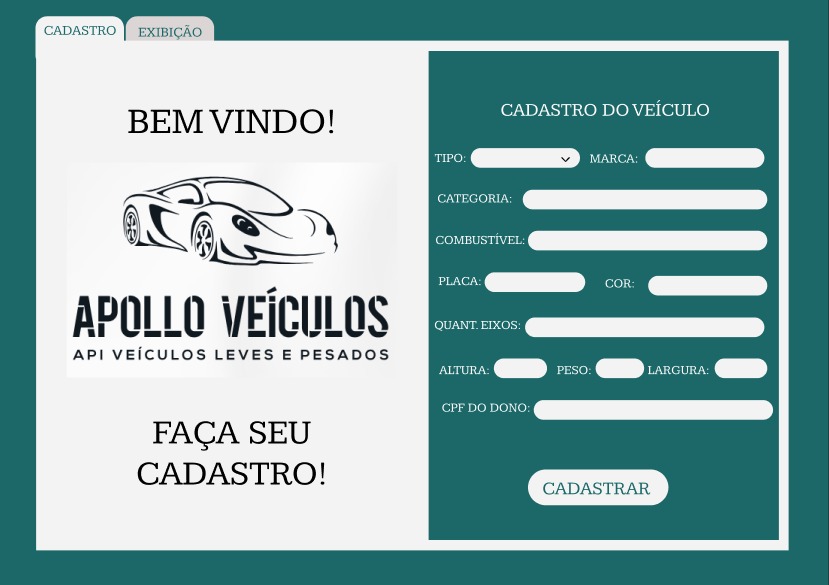 CADASTRO
EXIBIÇÃO
BEM VINDO!
APOLLO VEÍCULOS
API VEÍCULOS LEVES E PESADOS
FAÇA SEU
CADASTRO!
CADASTRO DO VEÍCULO
TIPO: MARCA:
CATEGORIA:
COMBUSTÍVEL:
PLACA: COR:
QUANT. EIXOS:
ALTURA: PESO: LARGURA:
CPF DO DONO:
CADASTRAR